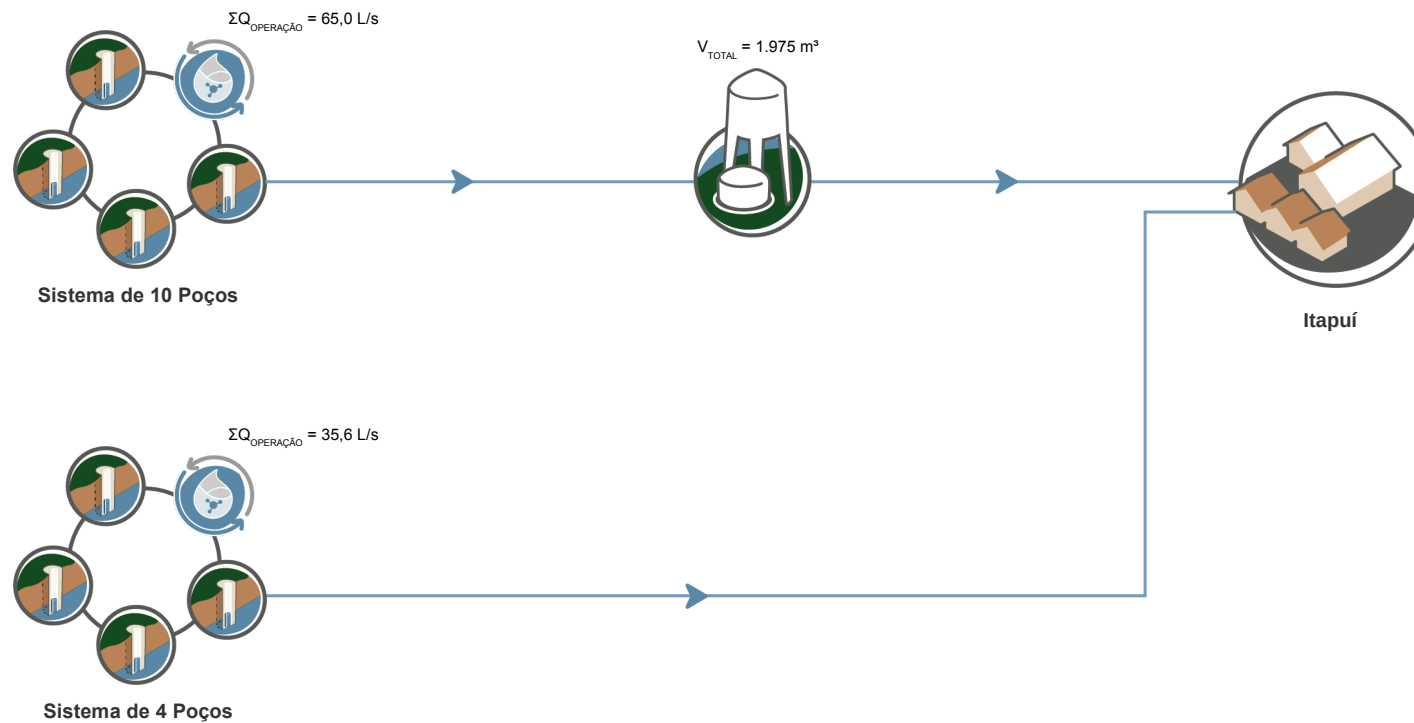 ΣQOPERAÇÃO = 65,0 L/s
VTOTAL = 1.975 m³
Sistema de 10 Poços
Itapuí
ΣQOPERAÇÃO = 35,6 L/s
Sistema de 4 Poços